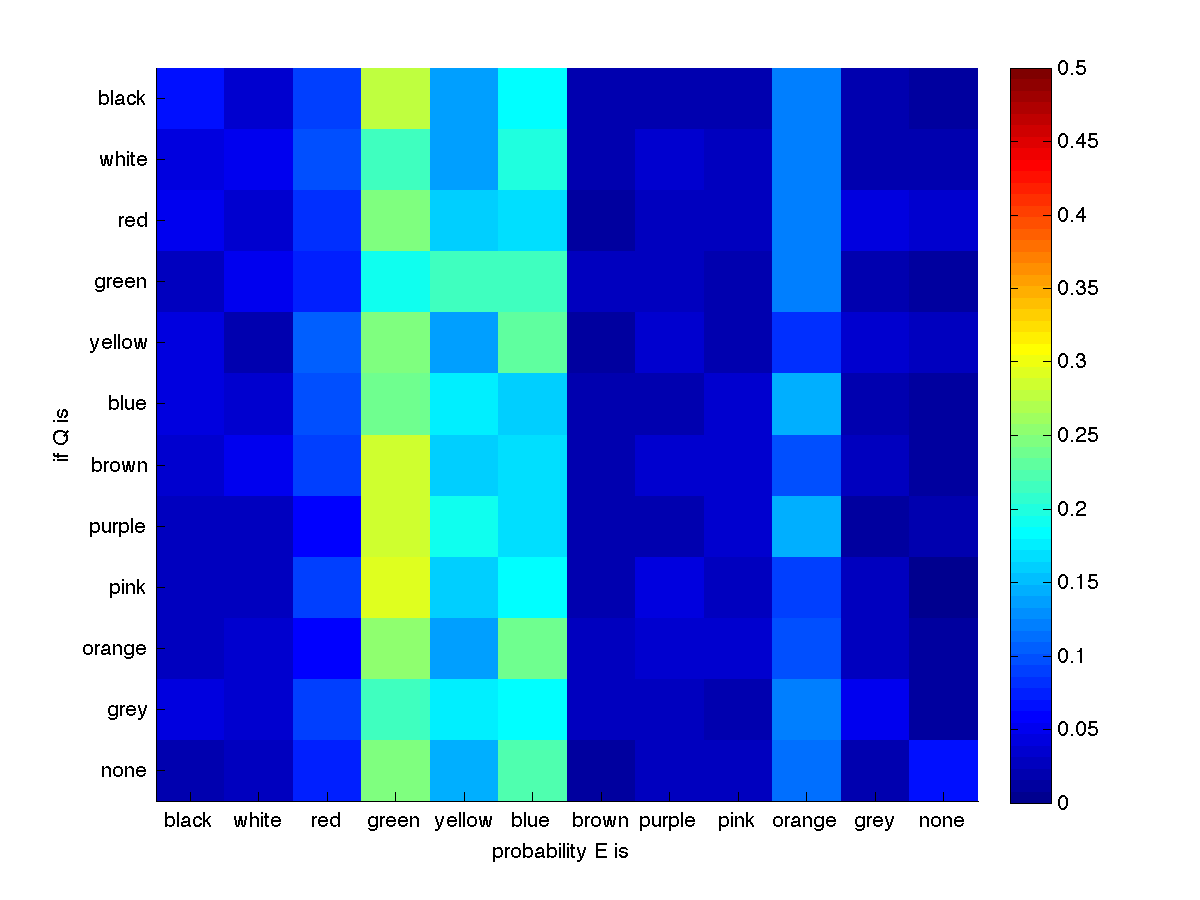 black
white
red
green
yellow
blue
brown
purple
pink
orange
grey
none
if Q is
black white red green yellow blue brown purple pink orange grey none
probability E is
0.5
0.45
0.4
0.35
0.3
0.25
0.2
0.15
0.1
0.05
0